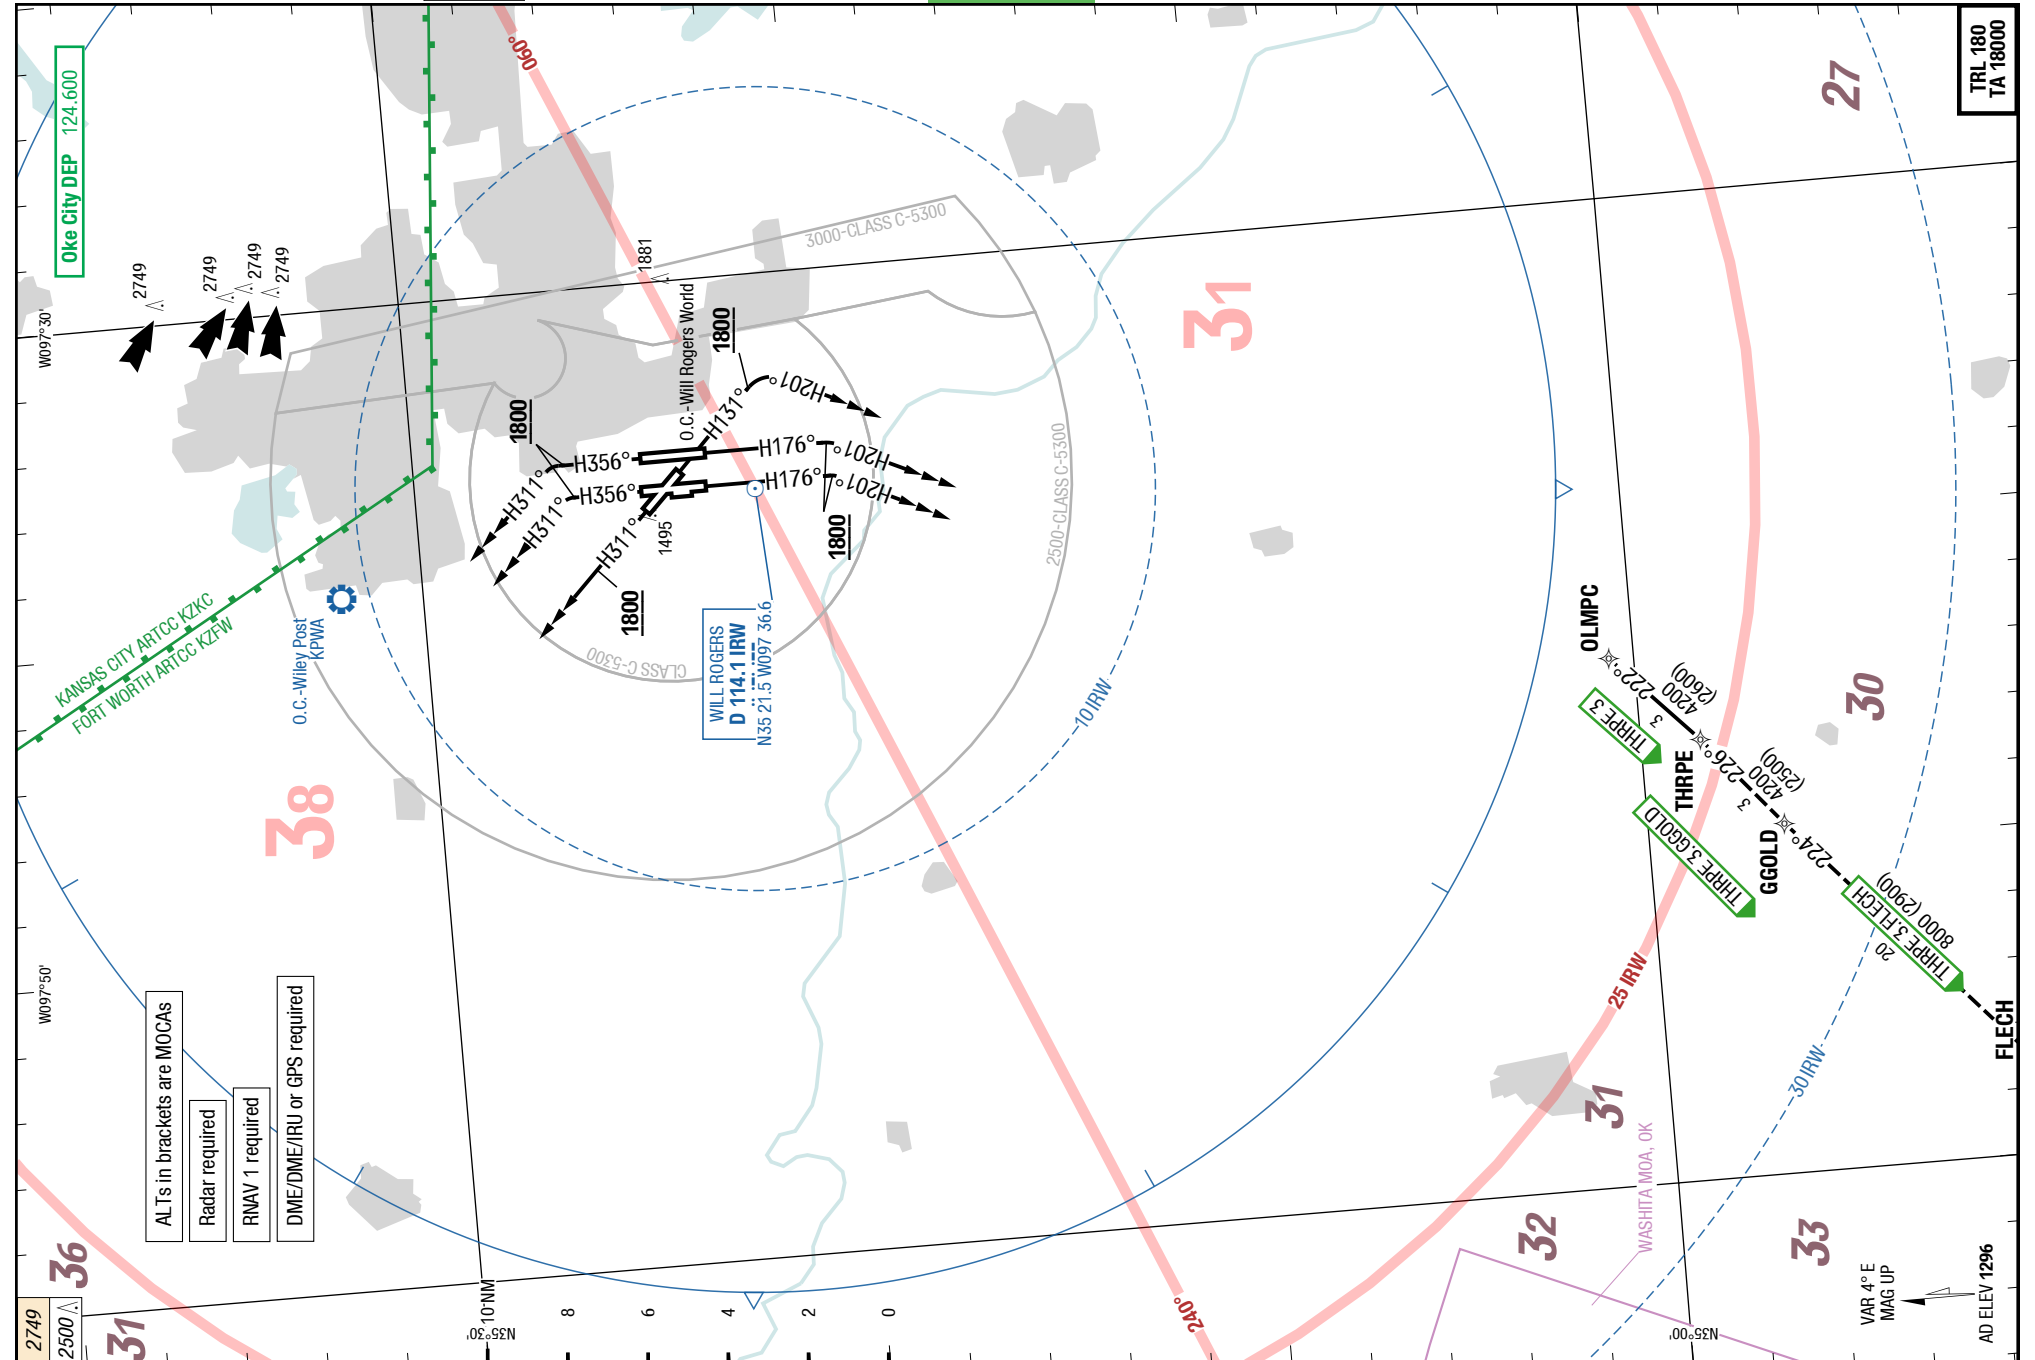 Oke City DEP 124.600
TRL 180
TA 18000
060°
27
2749
2749
2749
2749
W097°30'
3000-CLASS C-5300
1881
O.C.-Will Rogers World
1800
31
H131°
H201°
1800
H356°
H176°
H201°
H311°
H356°
H176°
H201°
H311°
H311°
1495
1800
1800
2500-CLASS C-5300
CLASS C-5300
KANSAS CITY ARTCC KZKC
FORT WORTH ARTCC KZFW
O.C.-Wiley Post
KPWA
WILL ROGERS
D 114.1 IRW
N35 21.5 W097 36.6
10 IRW
38
OLMPC
222°
3
4200
(2600)
THRPE 3
THRPE
226°
3
4200
(2500)
THRPE 3.GGOLD
GGOLD
224°
THRPE 3.FLECH
8000 (2900)
20
FLECH
30
25 IRW
30 IRW
31
W097°50'
ALTs in brackets are MOCAs
Radar required
RNAV 1 required
DME/DME/IRU or GPS required
WASHITA MOA, OK
32
33
36
31
2749
2500
10 NM
8
6
4
2
0
N35°30'
240°
N35°00'
VAR 4° E
MAG UP
AD ELEV 1296